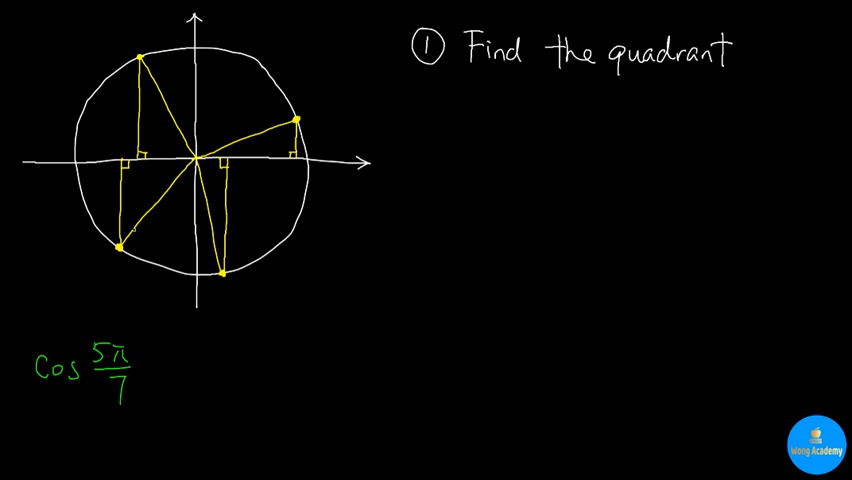 ① Find the quadrant
cos 5π/7
Wong Academy